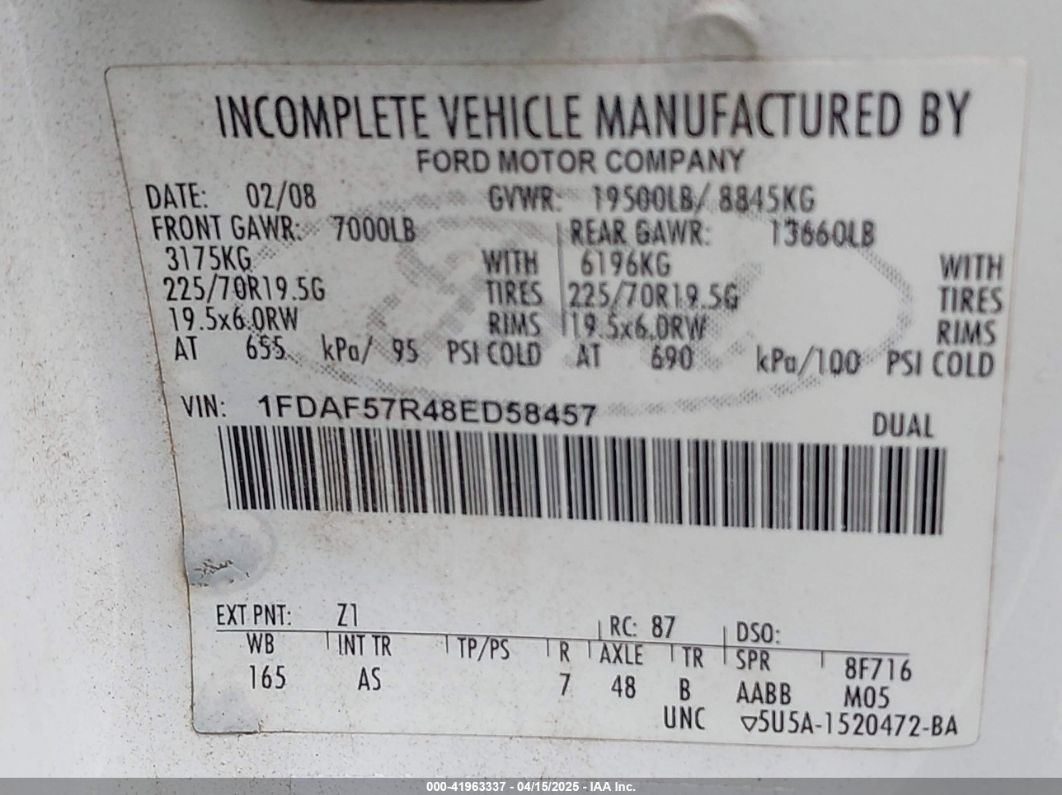 INCOMPLETE VEHICLE MANUFACTURED BY
FORD MOTOR COMPANY
DATE: 02/08 GVWR: 19500LB/ 8845KG
FRONT GAWR: 7000LB REAR GAWR: 13660LB
3175KG WITH 6196KG WITH
225/70R19.5G TIRES 225/70R19.5G TIRES
19.5x6.0RW RIMS 19.5x6.0RW RIMS
AT 655 kPa/ 95 PSI COLD AT 690 kPa/100 PSI COLD
VIN: 1FDAF57R48ED58457 DUAL
EXT PNT: Z1 RC: 87 DSO:
WB INT TR TP/PS R AXLE TR SPR 8F716
165 AS 7 48 B AABB M05
UNC ▽5U5A-1520472-BA
000-41963337 - 04/15/2025 - IAA Inc.